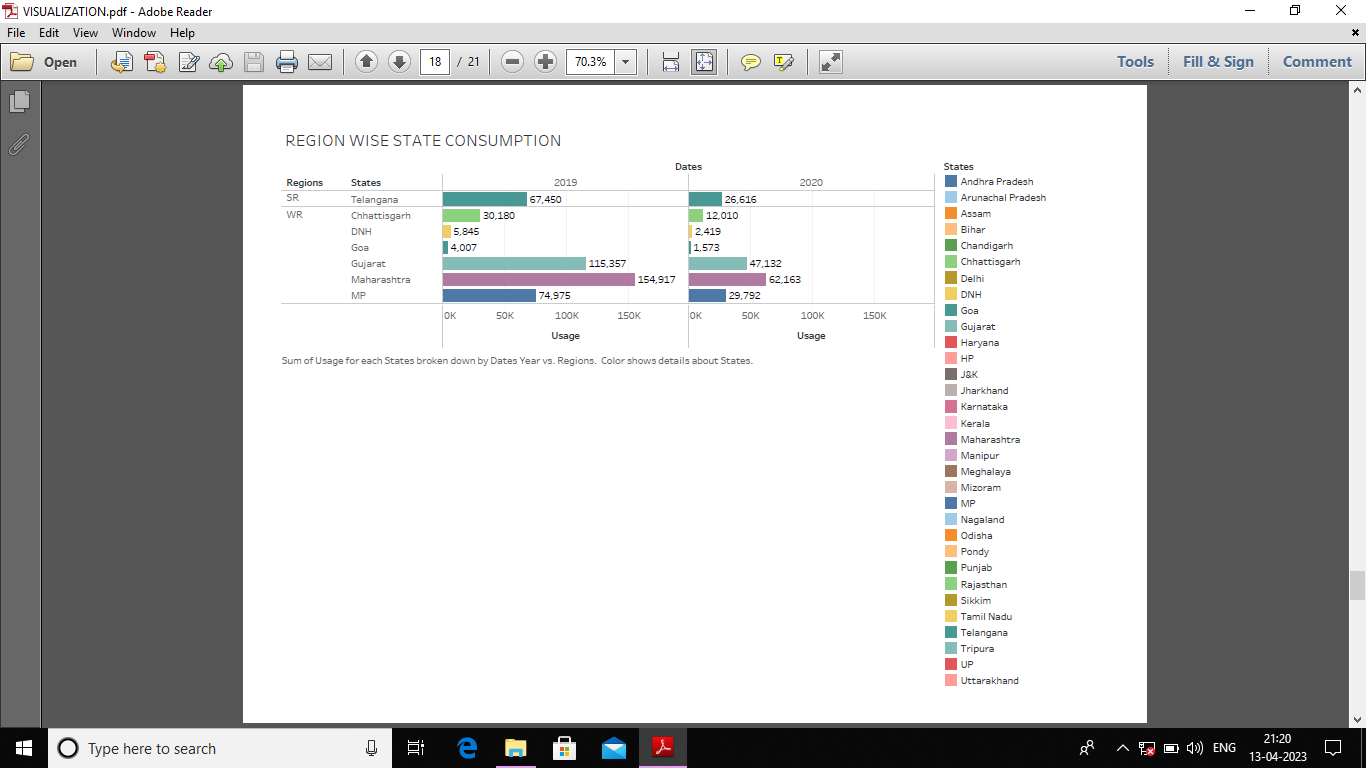 VISUALIZATION.pdf - Adobe Reader
File Edit View Window Help
Open 18 / 21 70.3% Tools Fill & Sign Comment
REGION WISE STATE CONSUMPTION
Dates
Regions States 2019 2020
SR Telangana 67,450 26,616
WR Chhattisgarh 30,180 12,010
DNH 5,845 2,419
Goa 4,007 1,573
Gujarat 115,357 47,132
Maharashtra 154,917 62,163
MP 74,975 29,792
0K 50K 100K 150K 0K 50K 100K 150K
Usage Usage
Sum of Usage for each States broken down by Dates Year vs. Regions. Color shows details about States.
States
Andhra Pradesh
Arunachal Pradesh
Assam
Bihar
Chandigarh
Chhattisgarh
Delhi
DNH
Goa
Gujarat
Haryana
HP
J&K
Jharkhand
Karnataka
Kerala
Maharashtra
Manipur
Meghalaya
Mizoram
MP
Nagaland
Odisha
Pondy
Punjab
Rajasthan
Sikkim
Tamil Nadu
Telangana
Tripura
UP
Uttarakhand
Type here to search
ENG
21:20
13-04-2023